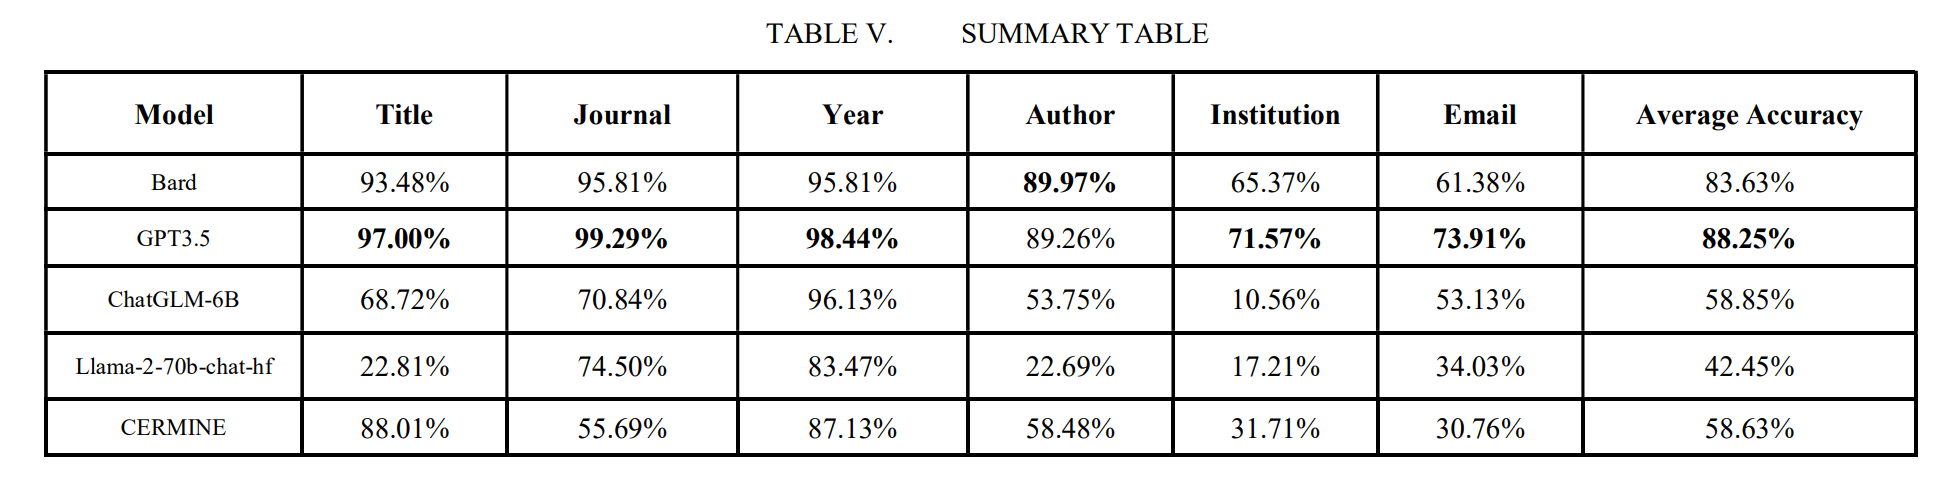 TABLE V. SUMMARY TABLE
Model Title Journal Year Author Institution Email Average Accuracy
Bard 93.48% 95.81% 95.81% 89.97% 65.37% 61.38% 83.63%
GPT3.5 97.00% 99.29% 98.44% 89.26% 71.57% 73.91% 88.25%
ChatGLM-6B 68.72% 70.84% 96.13% 53.75% 10.56% 53.13% 58.85%
Llama-2-70b-chat-hf 22.81% 74.50% 83.47% 22.69% 17.21% 34.03% 42.45%
CERMINE 88.01% 55.69% 87.13% 58.48% 31.71% 30.76% 58.63%